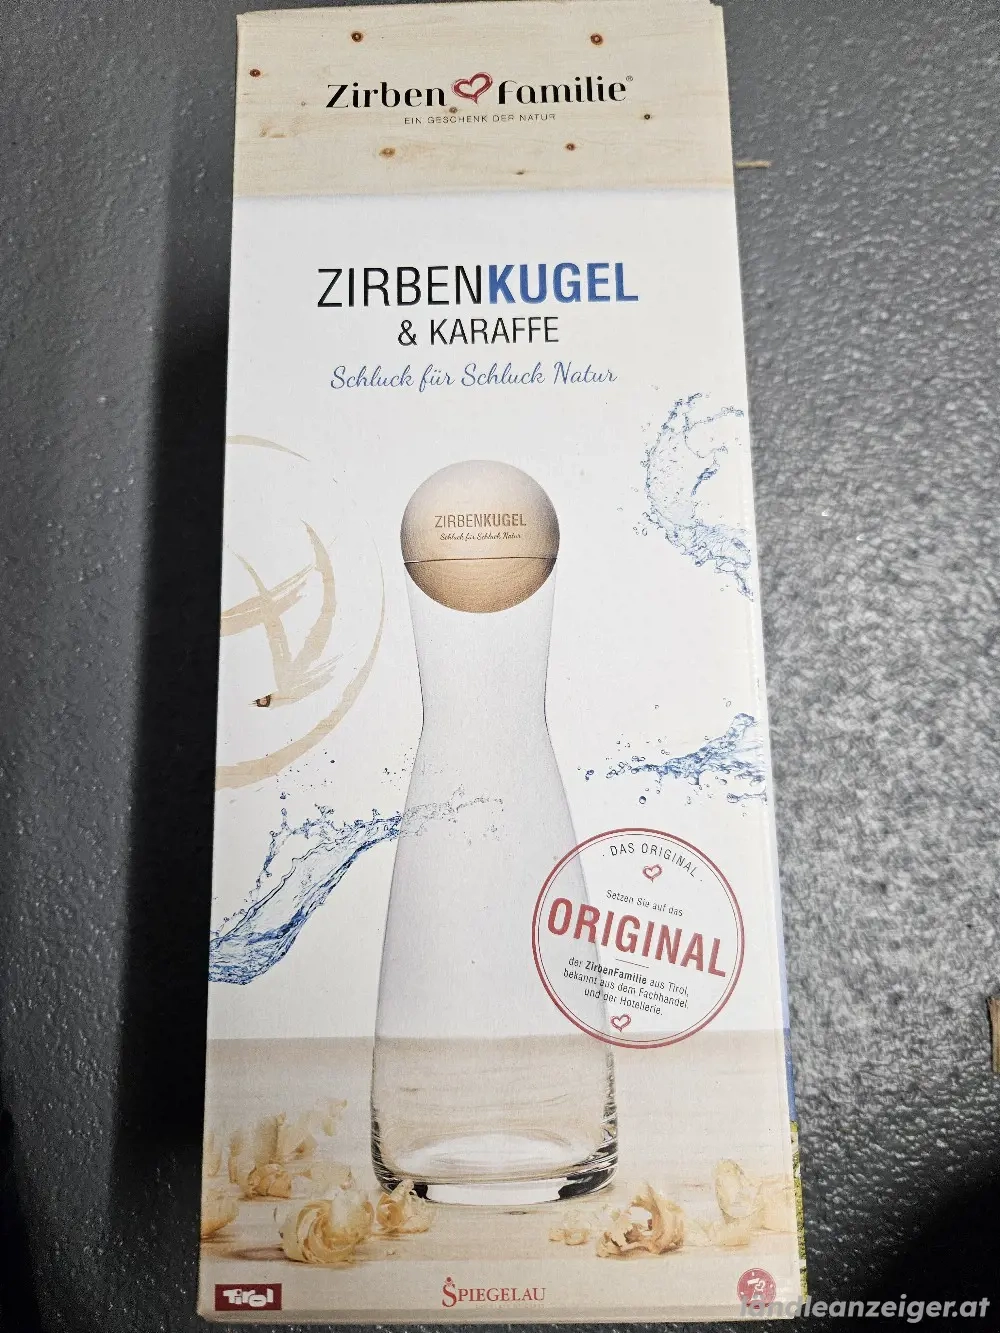 Zirben Familie®
EIN GESCHENK DER NATUR
ZIRBENKUGEL
& KARAFFE
Schluck für Schluck Natur
ZIRBENKUGEL
Schluck für Schluck Natur
· DAS ORIGINAL ·
Setzen Sie auf das
ORIGINAL
der ZirbenFamilie aus Tirol,
bekannt aus dem Fachhandel
und der Hotellerie.
Tirol
SPIEGELAU
landleanzeiger.at